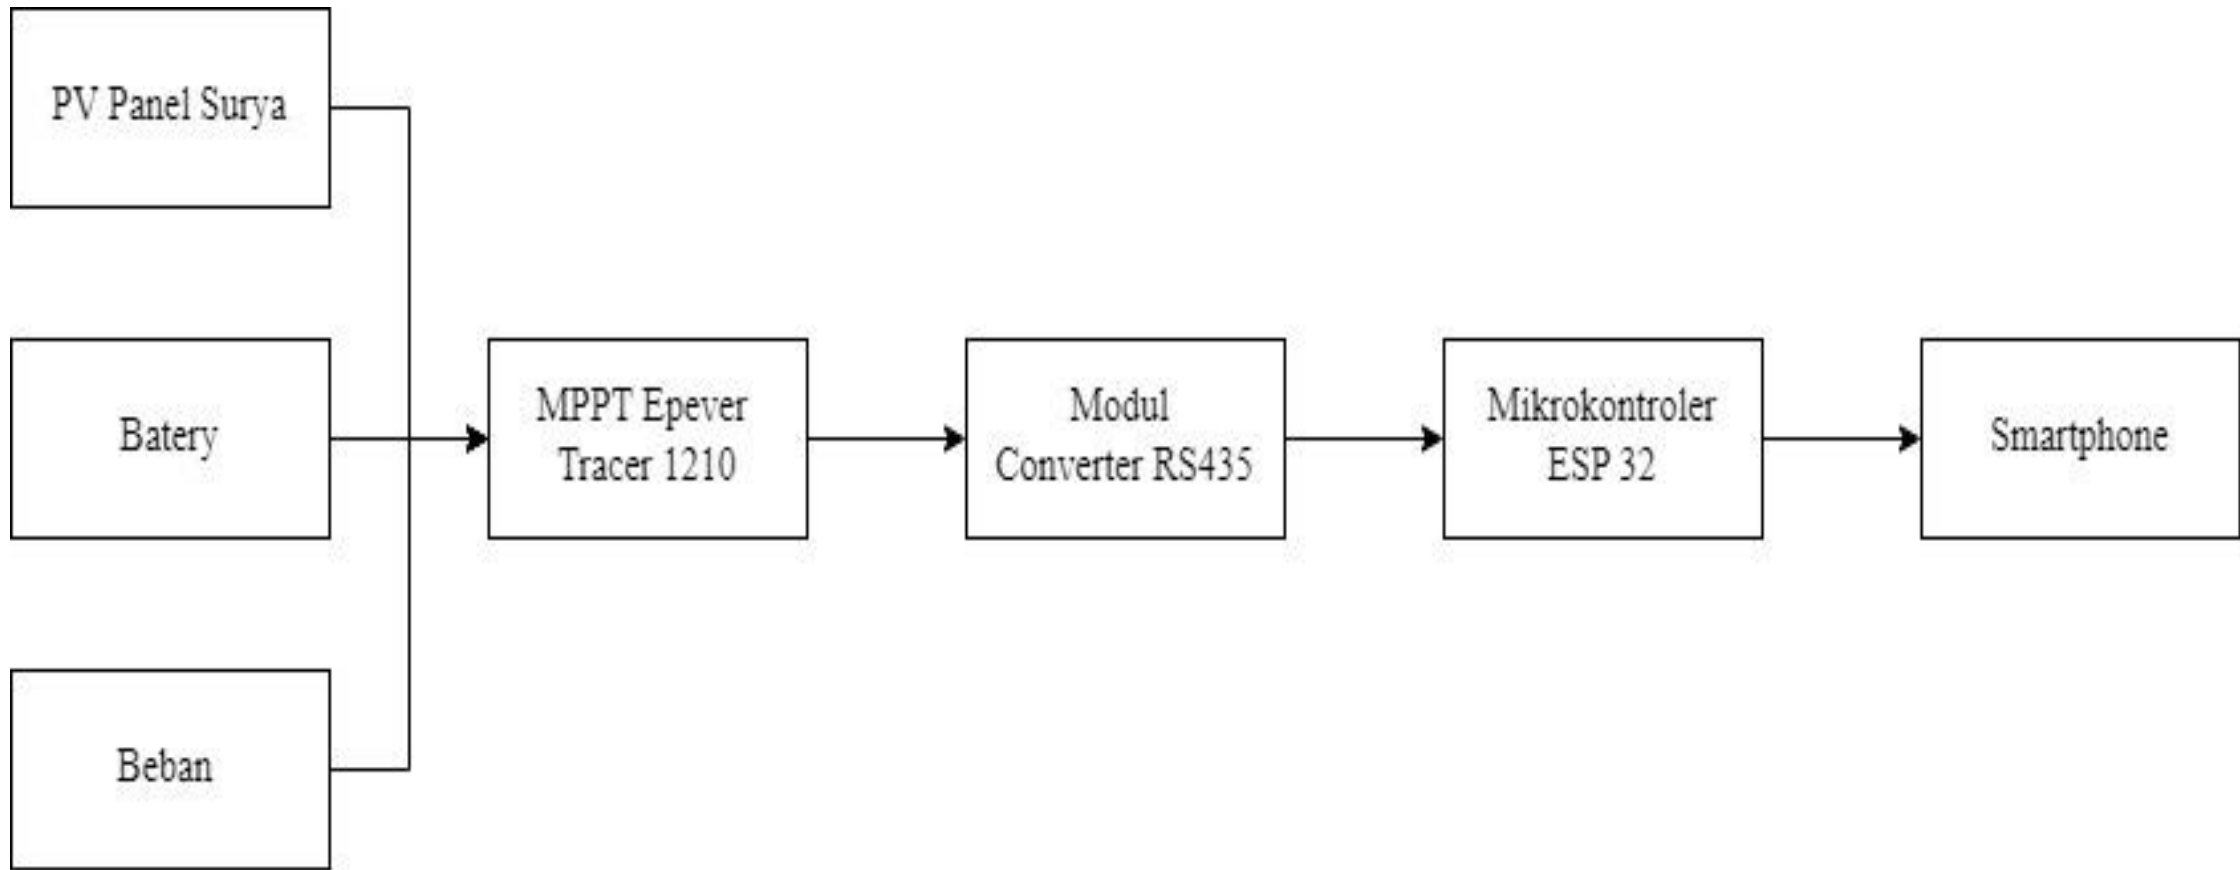 PV Panel Surya
Batery
MPPT Epever
Tracer 1210
Modul
Converter RS435
Mikrokontroler
ESP 32
Smartphone
Beban